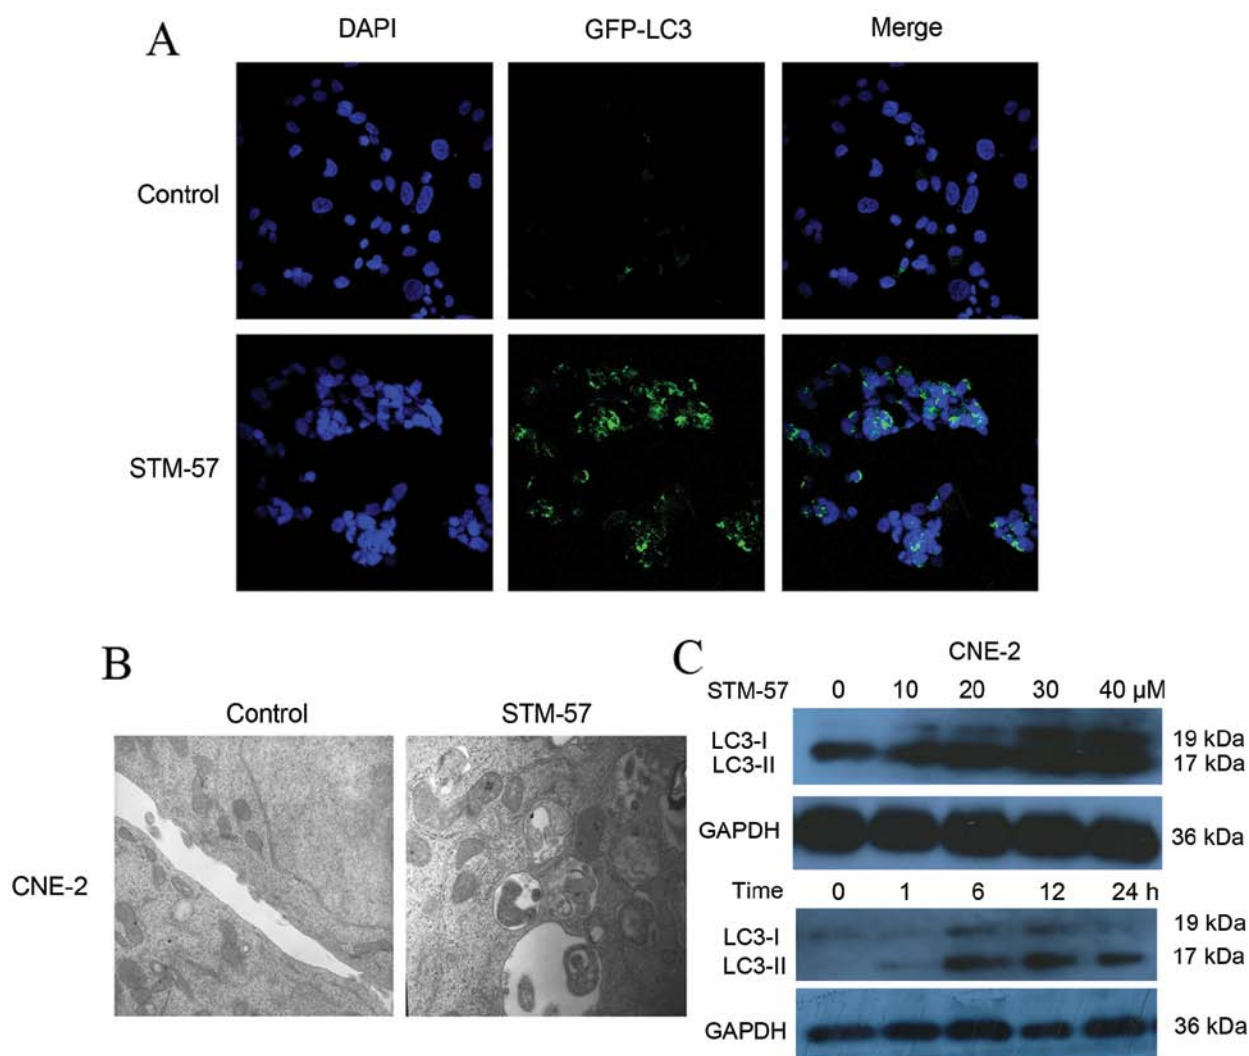 A
DAPI GFP-LC3 Merge
Control
STM-57
B
Control STM-57
CNE-2
C
CNE-2
STM-57 0 10 20 30 40 µM
LC3-I 19 kDa
LC3-II 17 kDa
GAPDH 36 kDa
Time 0 1 6 12 24 h
LC3-I 19 kDa
LC3-II 17 kDa
GAPDH 36 kDa